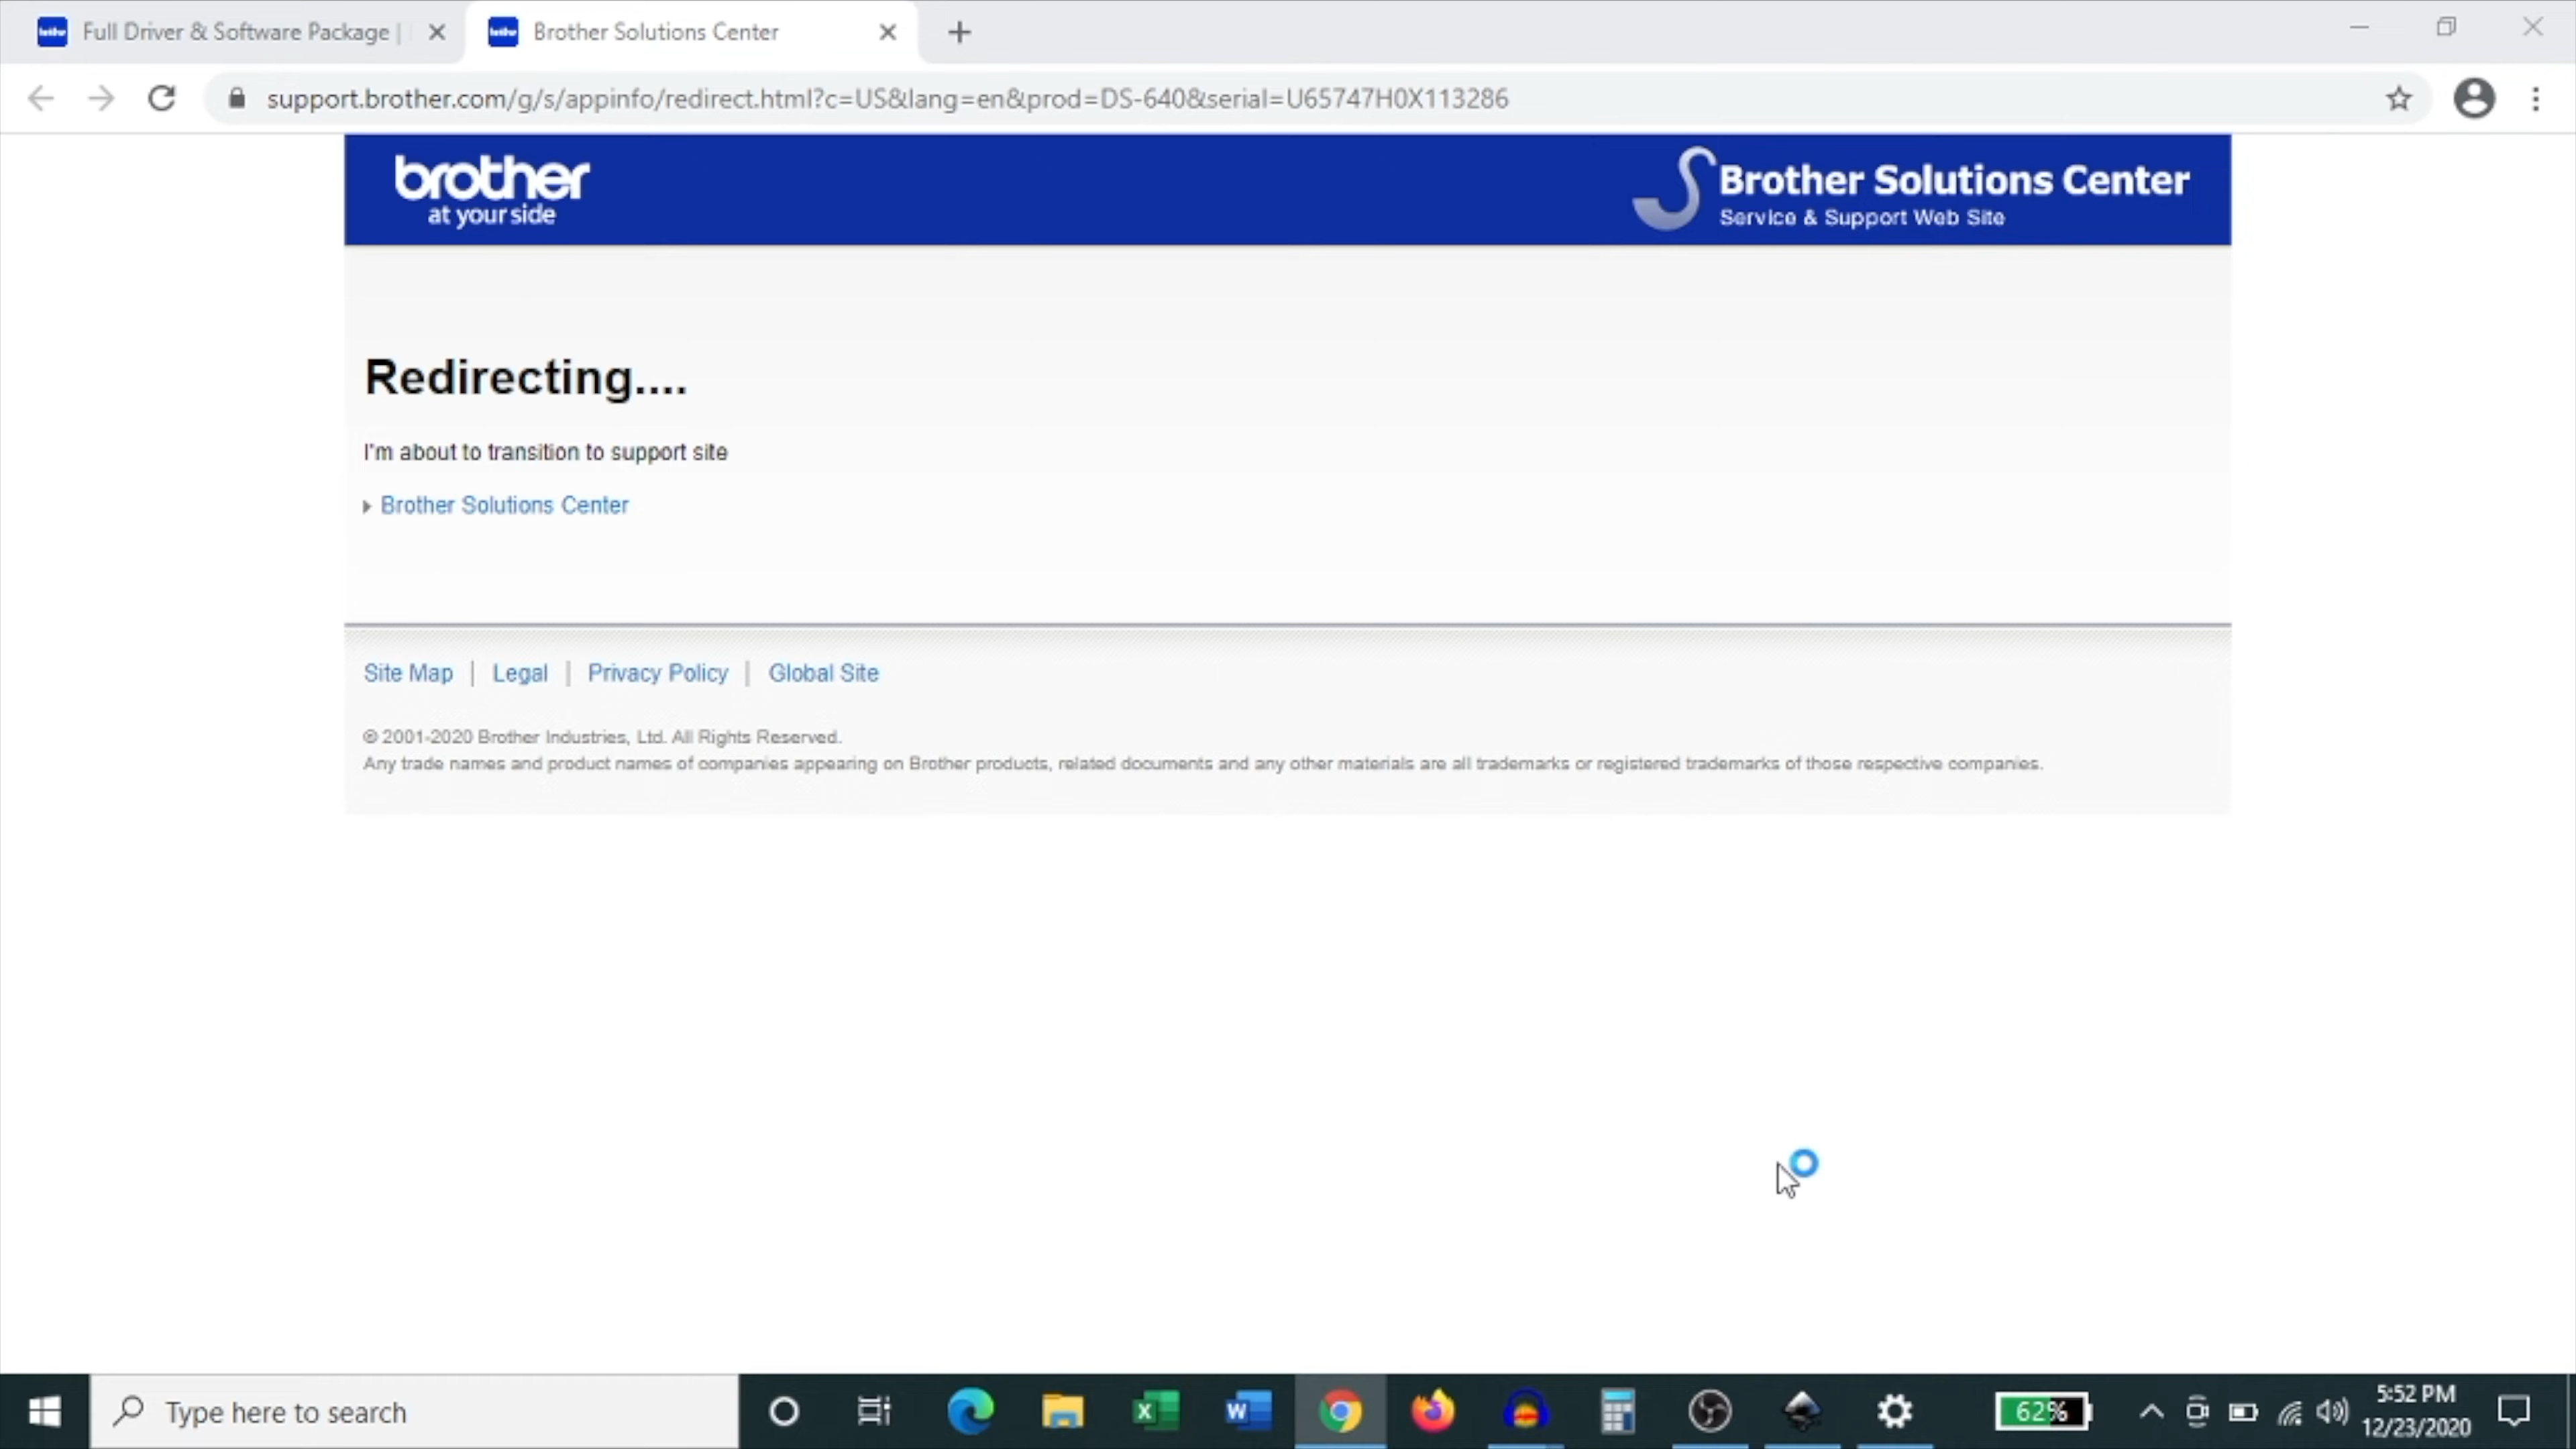 Full Driver & Software Package |
Brother Solutions Center
support.brother.com/g/s/appinfo/redirect.html?c=US&lang=en&prod=DS-640&serial=U65747H0X113286
brother
at your side
Brother Solutions Center
Service & Support Web Site
Redirecting....
I'm about to transition to support site
Brother Solutions Center
Site Map | Legal | Privacy Policy | Global Site
© 2001-2020 Brother Industries, Ltd. All Rights Reserved.
Any trade names and product names of companies appearing on Brother products, related documents and any other materials are all trademarks or registered trademarks of those respective companies.
Type here to search
62%
5:52 PM
12/23/2020